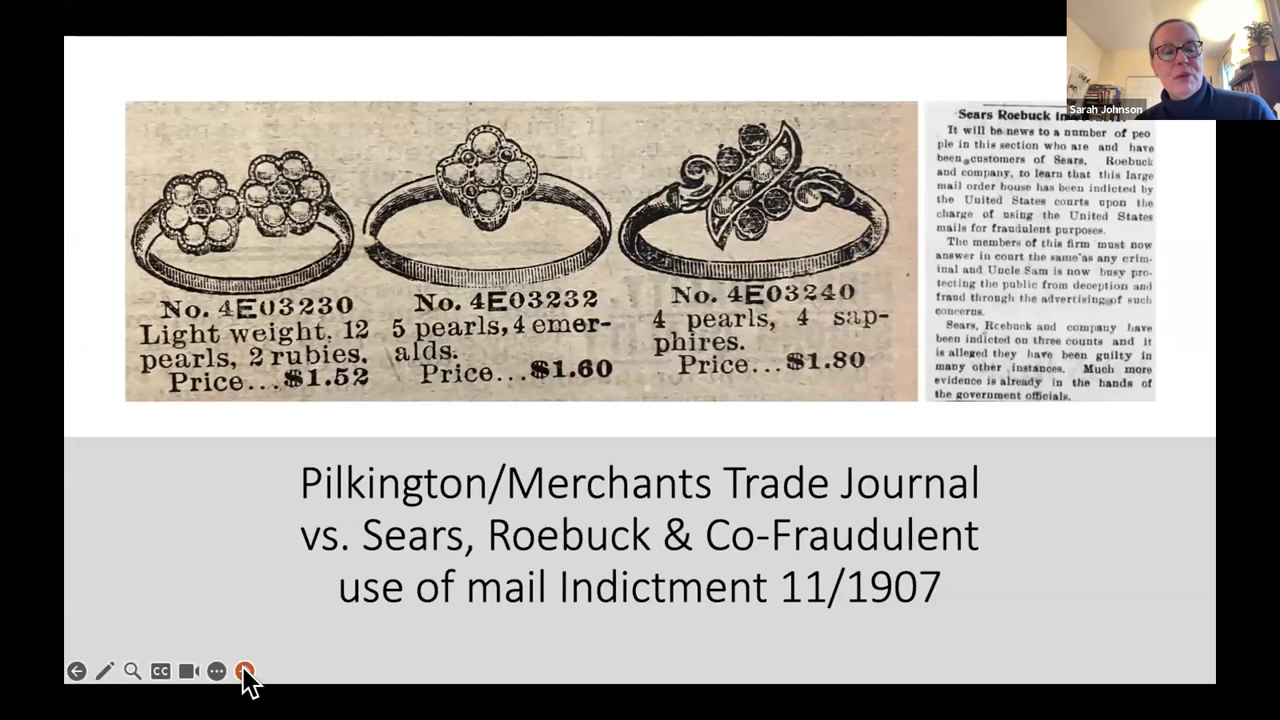 Sarah Johnson
No. 4E03230
Light weight, 12
pearls, 2 rubies.
Price...$1.52
No. 4E03232
5 pearls, 4 emer-
alds.
Price...$1.60
No. 4E03240
4 pearls, 4 sap-
phires.
Price...$1.80
Sears Roebuck
It will be news to a number of peo
ple in this section who are and have
been customers of Sears, Roebuck
and company, to learn that this large
mail order house has been indicted by
the United States courts upon the
charge of using the United States
mails for fraudulent purposes.
The members of this firm must now
answer in court the same as any crim-
inal and Uncle Sam is now busy pro-
tecting the public from deception and
fraud through the advertising of such
concerns.
Sears, Roebuck and company have
been indicted on three counts and it
is alleged they have been guilty in
many other instances. Much more
evidence is already in the hands of
the government officials.
Pilkington/Merchants Trade Journal
vs. Sears, Roebuck & Co-Fraudulent
use of mail Indictment 11/1907
CC